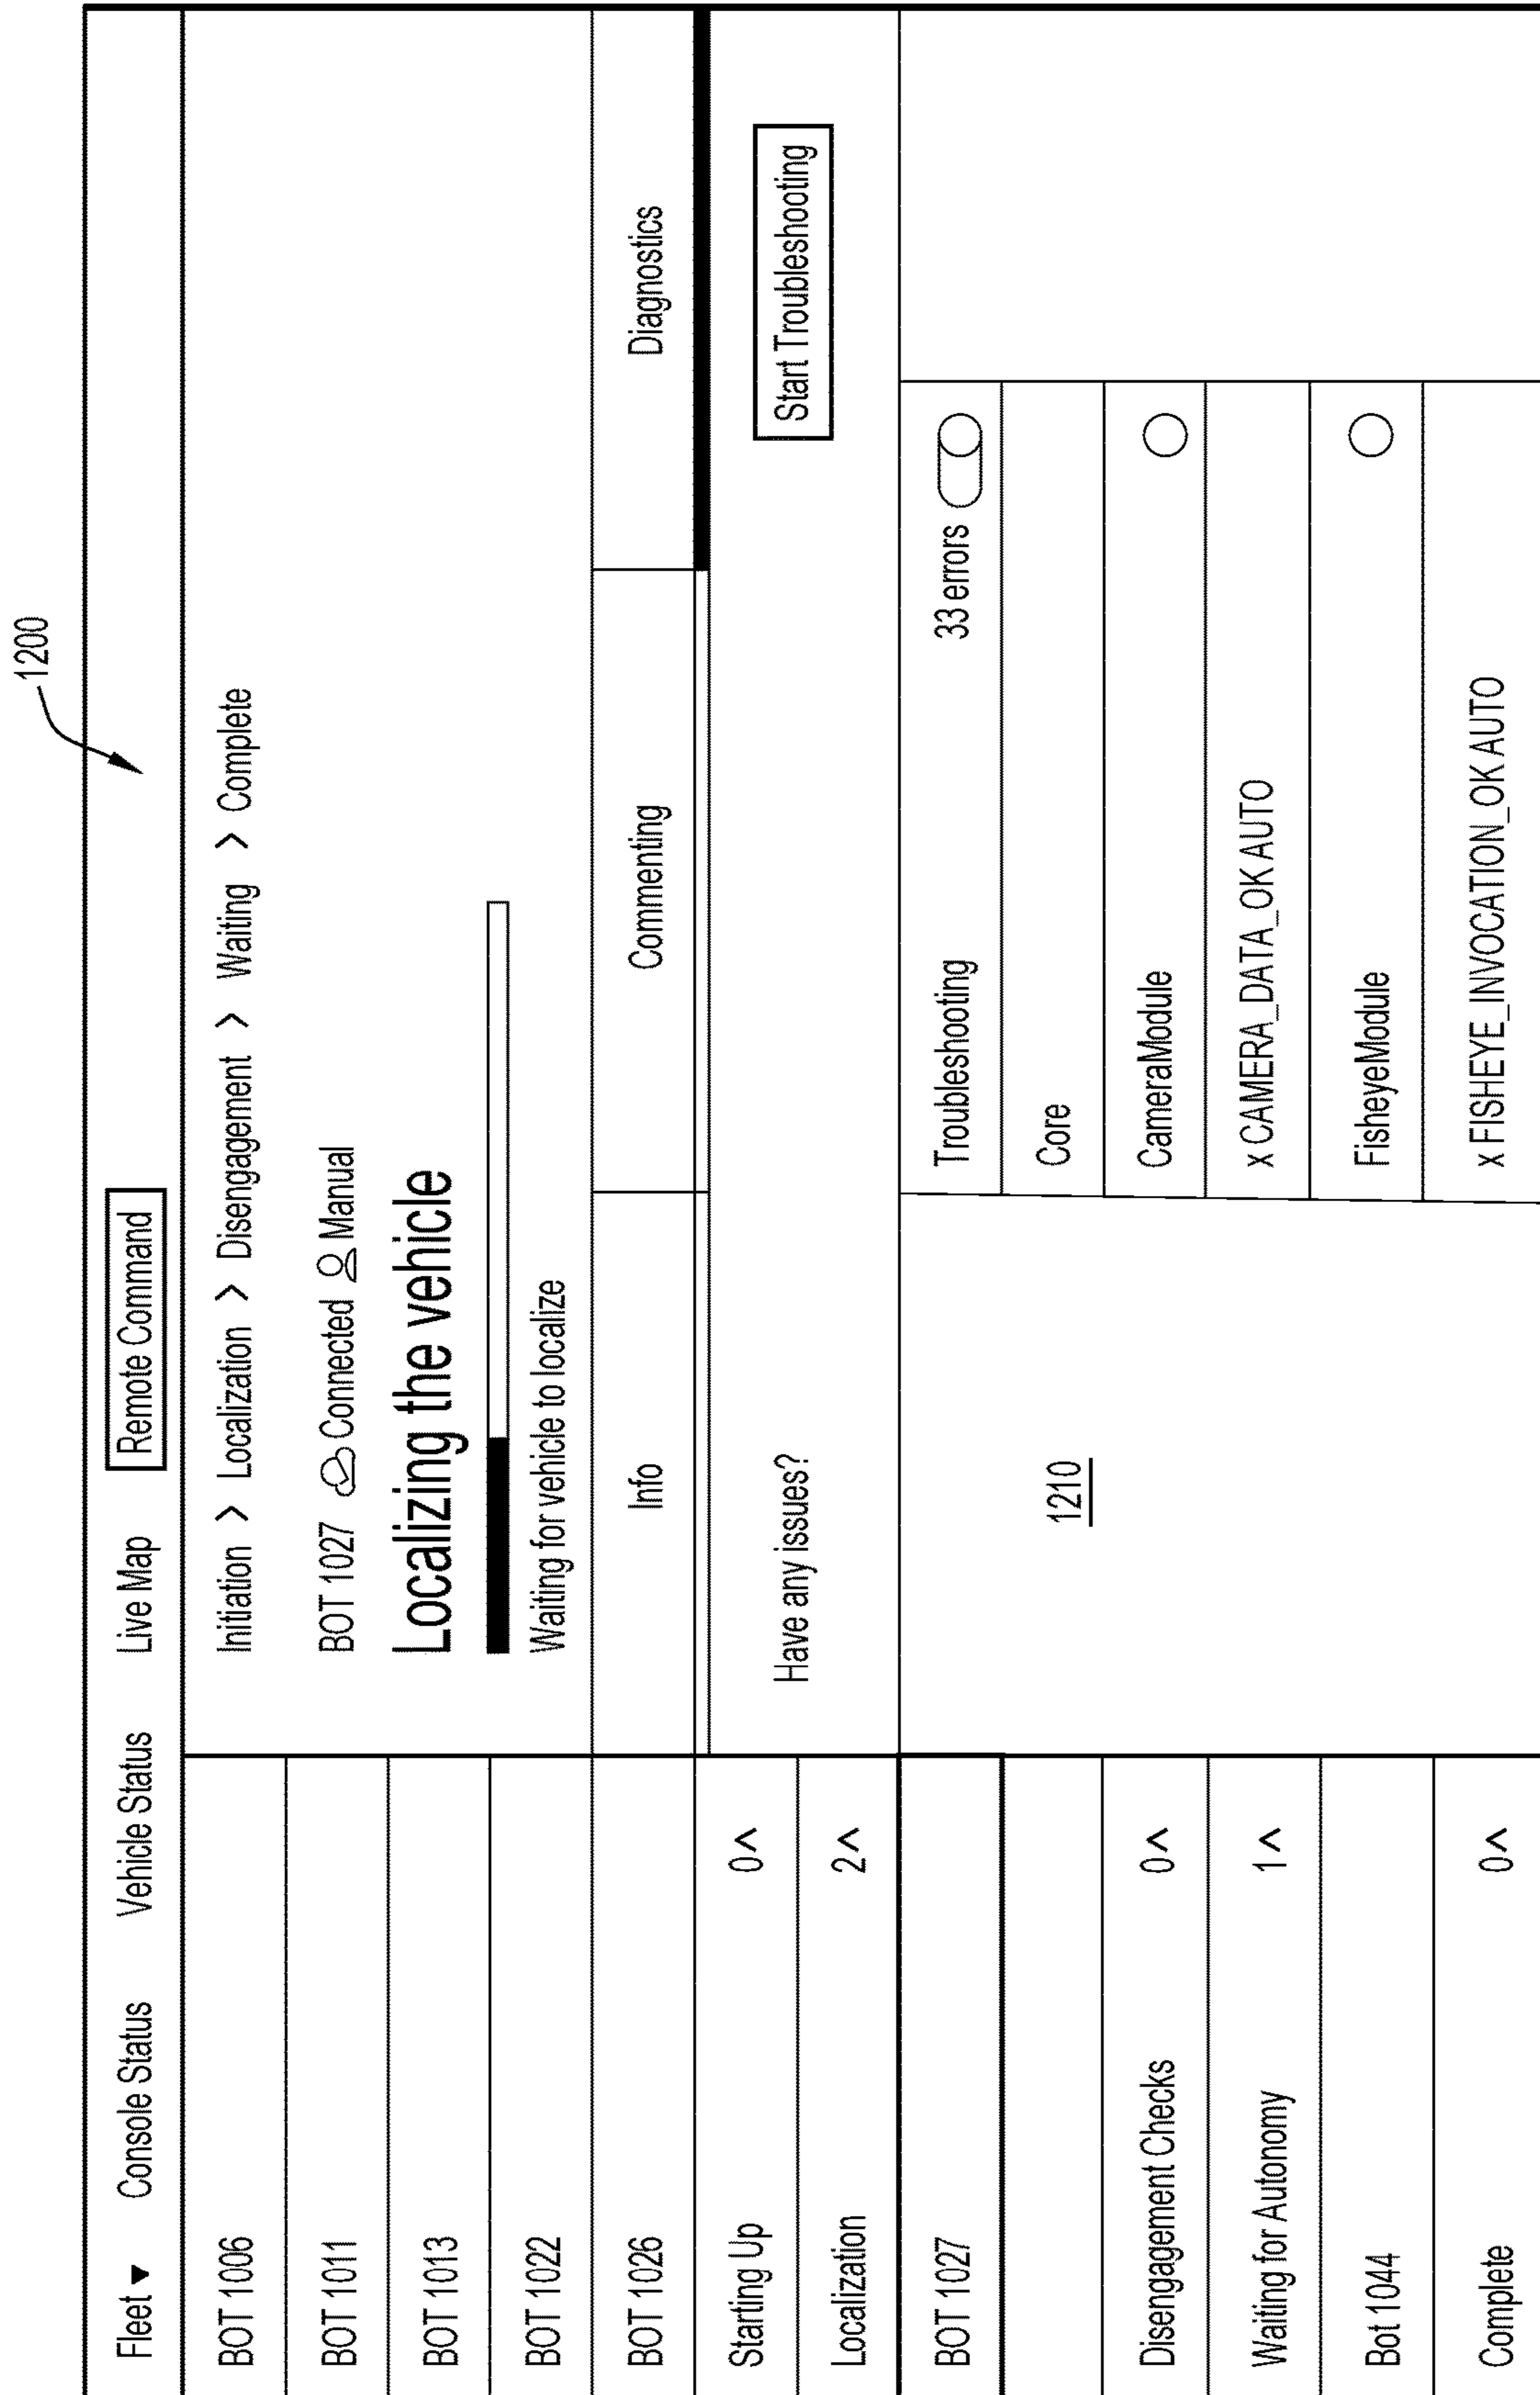 1200
Fleet ▾ Console Status Vehicle Status Live Map Remote Command
BOT 1006
BOT 1011
BOT 1013
BOT 1022
BOT 1026
Starting Up 0 ^
Localization 2 ^
BOT 1027
Disengagement Checks 0 ^
Waiting for Autonomy 1 ^
Bot 1044
Complete 0 ^
Initiation > Localization > Disengagement > Waiting > Complete
BOT 1027 Connected Manual
Localizing the vehicle
Waiting for vehicle to localize
Info Commenting Diagnostics
Have any issues? Start Troubleshooting
1210
Troubleshooting 33 errors
Core
CameraModule
x CAMERA_DATA_OK AUTO
FisheyeModule
x FISHEYE_INVOCATION_OK AUTO